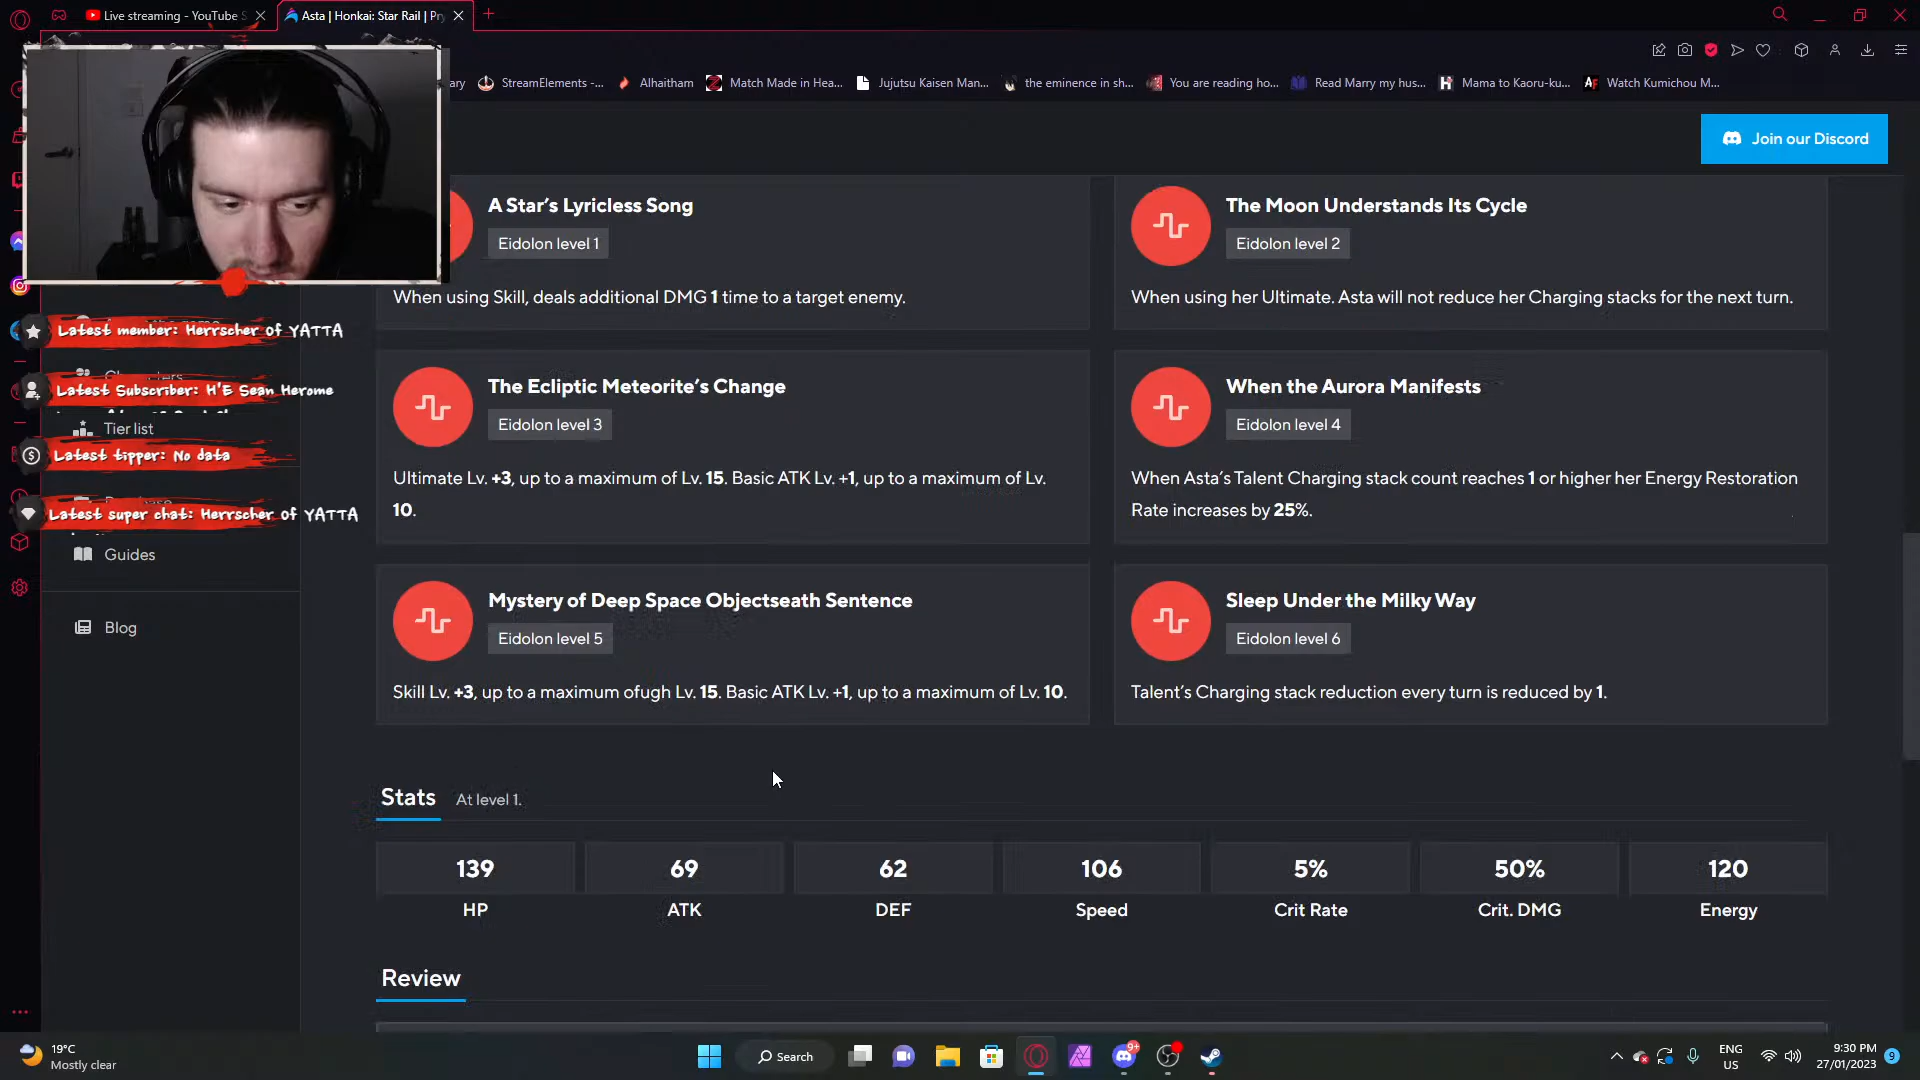 Live streaming - YouTube S
Asta | Honkai: Star Rail | Pry
ary
StreamElements -...
Alhaitham
Match Made in Hea...
Jujutsu Kaisen Man...
the eminence in sh...
You are reading ho...
Read Marry my hus...
Mama to Kaoru-ku...
Watch Kumichou M...
Join our Discord
A Star's Lyricless Song
Eidolon level 1
When using Skill, deals additional DMG 1 time to a target enemy.
The Moon Understands Its Cycle
Eidolon level 2
When using her Ultimate. Asta will not reduce her Charging stacks for the next turn.
Latest member: Herrscher of YATTA
Latest Subscriber: H'E Sean Herome
Tier list
Latest tipper: No data
Latest super chat: Herrscher of YATTA
Guides
Blog
The Ecliptic Meteorite's Change
Eidolon level 3
Ultimate Lv. +3, up to a maximum of Lv. 15. Basic ATK Lv. +1, up to a maximum of Lv.
10.
When the Aurora Manifests
Eidolon level 4
When Asta's Talent Charging stack count reaches 1 or higher her Energy Restoration
Rate increases by 25%.
Mystery of Deep Space Objectseath Sentence
Eidolon level 5
Skill Lv. +3, up to a maximum ofugh Lv. 15. Basic ATK Lv. +1, up to a maximum of Lv. 10.
Sleep Under the Milky Way
Eidolon level 6
Talent's Charging stack reduction every turn is reduced by 1.
Stats At level 1.
139 69 62 106 5% 50% 120
HP ATK DEF Speed Crit Rate Crit. DMG Energy
Review
19°C
Mostly clear
Search
9+
ENG
US
9:30 PM
27/01/2023
9